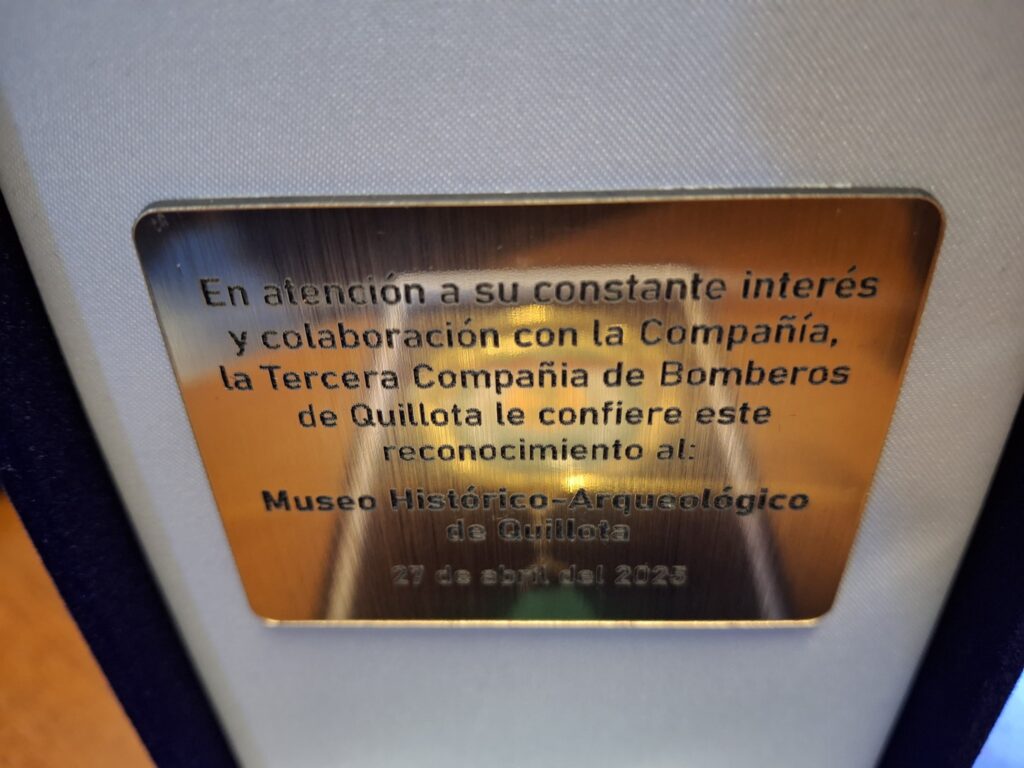 En atención a su constante interés
y colaboración con la Compañía,
la Tercera Compañia de Bomberos
de Quillota le confiere este
reconocimiento al:
Museo Histórico-Arqueológico
de Quillota
27 de abril del 2025